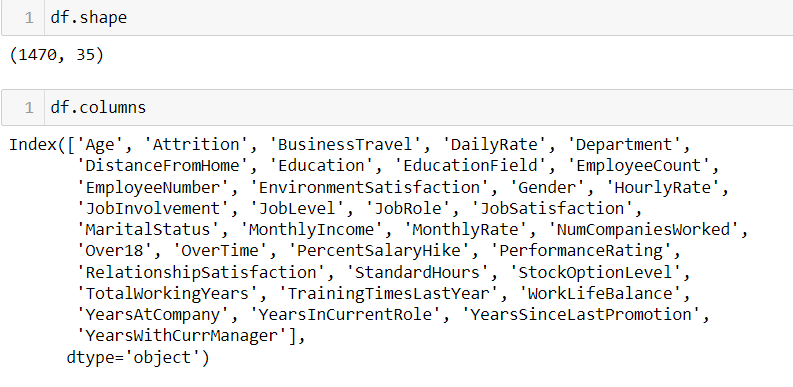 1 df.shape
(1470, 35)
1 df.columns
Index(['Age', 'Attrition', 'BusinessTravel', 'DailyRate', 'Department',
'DistanceFromHome', 'Education', 'EducationField', 'EmployeeCount',
'EmployeeNumber', 'EnvironmentSatisfaction', 'Gender', 'HourlyRate',
'JobInvolvement', 'JobLevel', 'JobRole', 'JobSatisfaction',
'MaritalStatus', 'MonthlyIncome', 'MonthlyRate', 'NumCompaniesWorked',
'Over18', 'OverTime', 'PercentSalaryHike', 'PerformanceRating',
'RelationshipSatisfaction', 'StandardHours', 'StockOptionLevel',
'TotalWorkingYears', 'TrainingTimesLastYear', 'WorkLifeBalance',
'YearsAtCompany', 'YearsInCurrentRole', 'YearsSinceLastPromotion',
'YearsWithCurrManager'],
dtype='object')